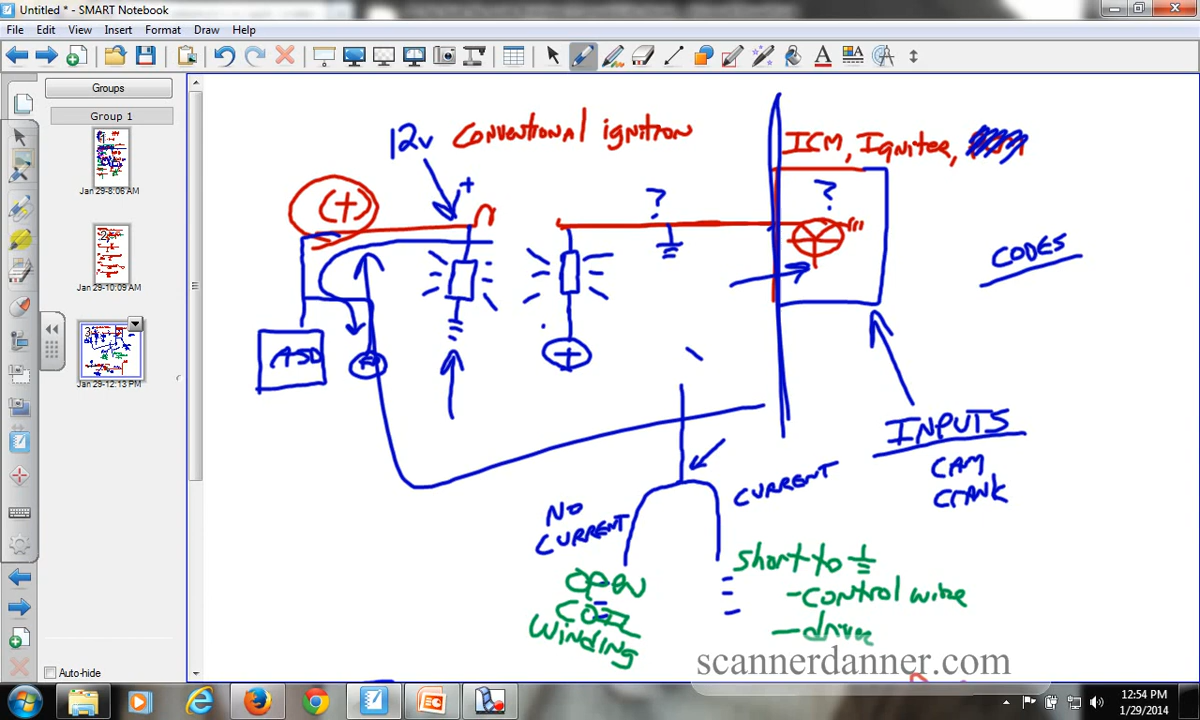 Untitled * - SMART Notebook
File Edit View Insert Format Draw Help
Groups
Group 1
Jan 29-8:06 AM
Jan 29-10:09 AM
Jan 29-12:13 PM
Auto-hide
12v
Conventional ignition
ICM, Igniter,
(+)
+
?
?
CODES
ASD
+
INPUTS
CAM
CRANK
NO
CURRENT
CURRENT
OPEN
COIL
Winding
Short to
- control wire
- driver
scannerdanner.com
12:54 PM
1/29/2014